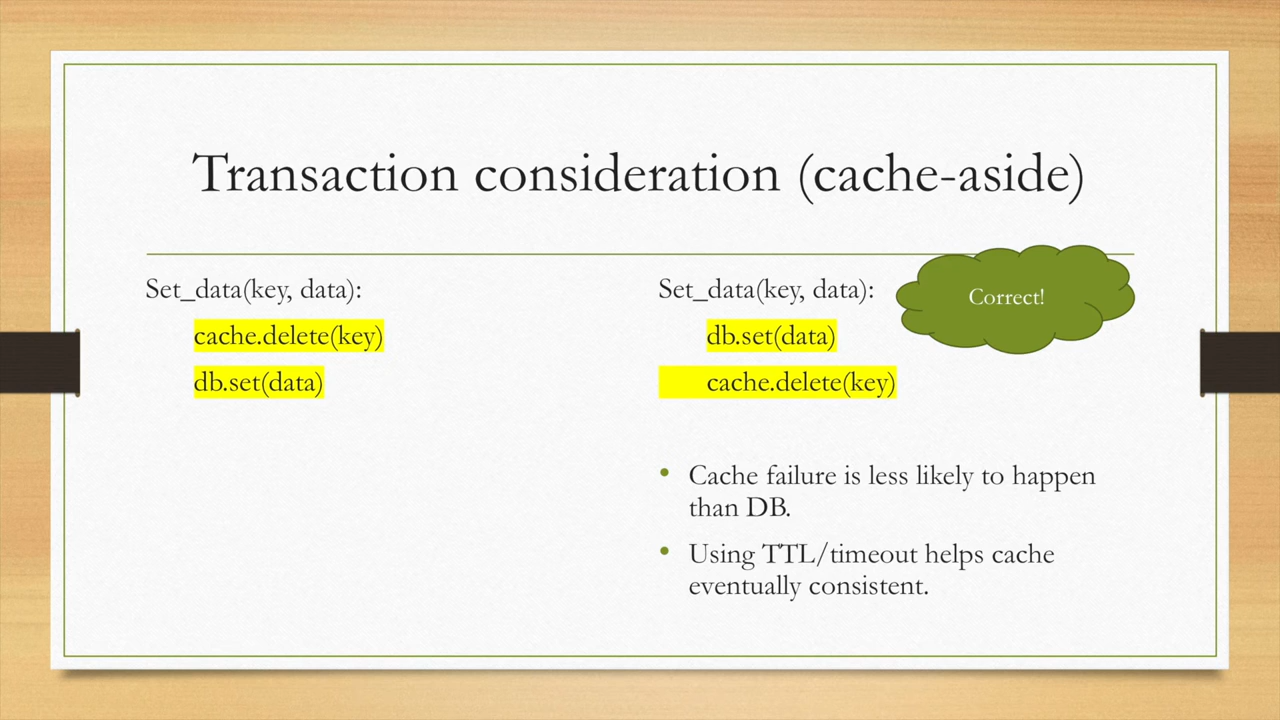 Transaction consideration (cache-aside)
Set_data(key, data):
cache.delete(key)
db.set(data)
Set_data(key, data):
db.set(data)
cache.delete(key)
Correct!
• Cache failure is less likely to happen
than DB.
• Using TTL/timeout helps cache
eventually consistent.